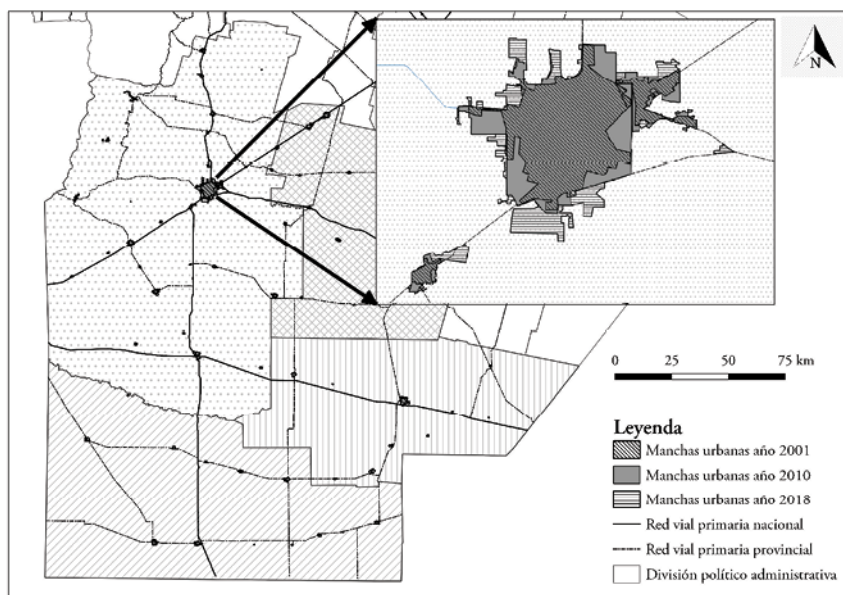 N
0 25 50 75 km
Leyenda
Manchas urbanas año 2001
Manchas urbanas año 2010
Manchas urbanas año 2018
Red vial primaria nacional
Red vial primaria provincial
División político administrativa